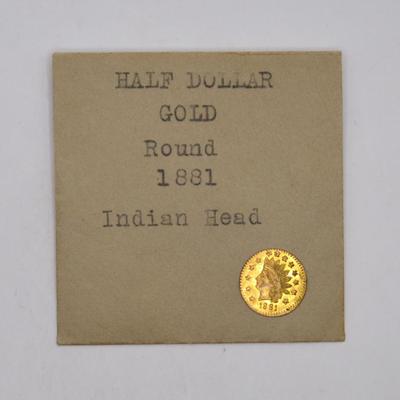 HALF DOLLAR
GOLD
Round
1881
Indian Head
1881